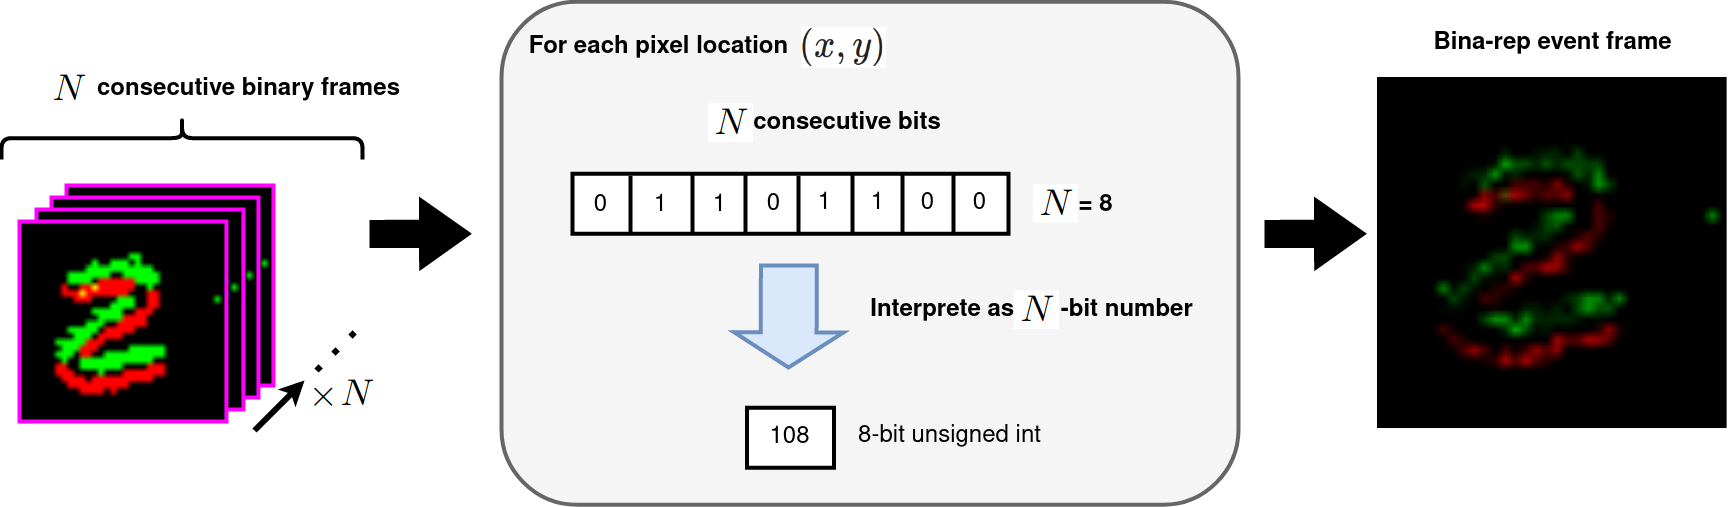 N consecutive binary frames
× N
For each pixel location (x, y)
N consecutive bits
0 1 1 0 1 1 0 0
N = 8
Interprete as N -bit number
108
8-bit unsigned int
Bina-rep event frame